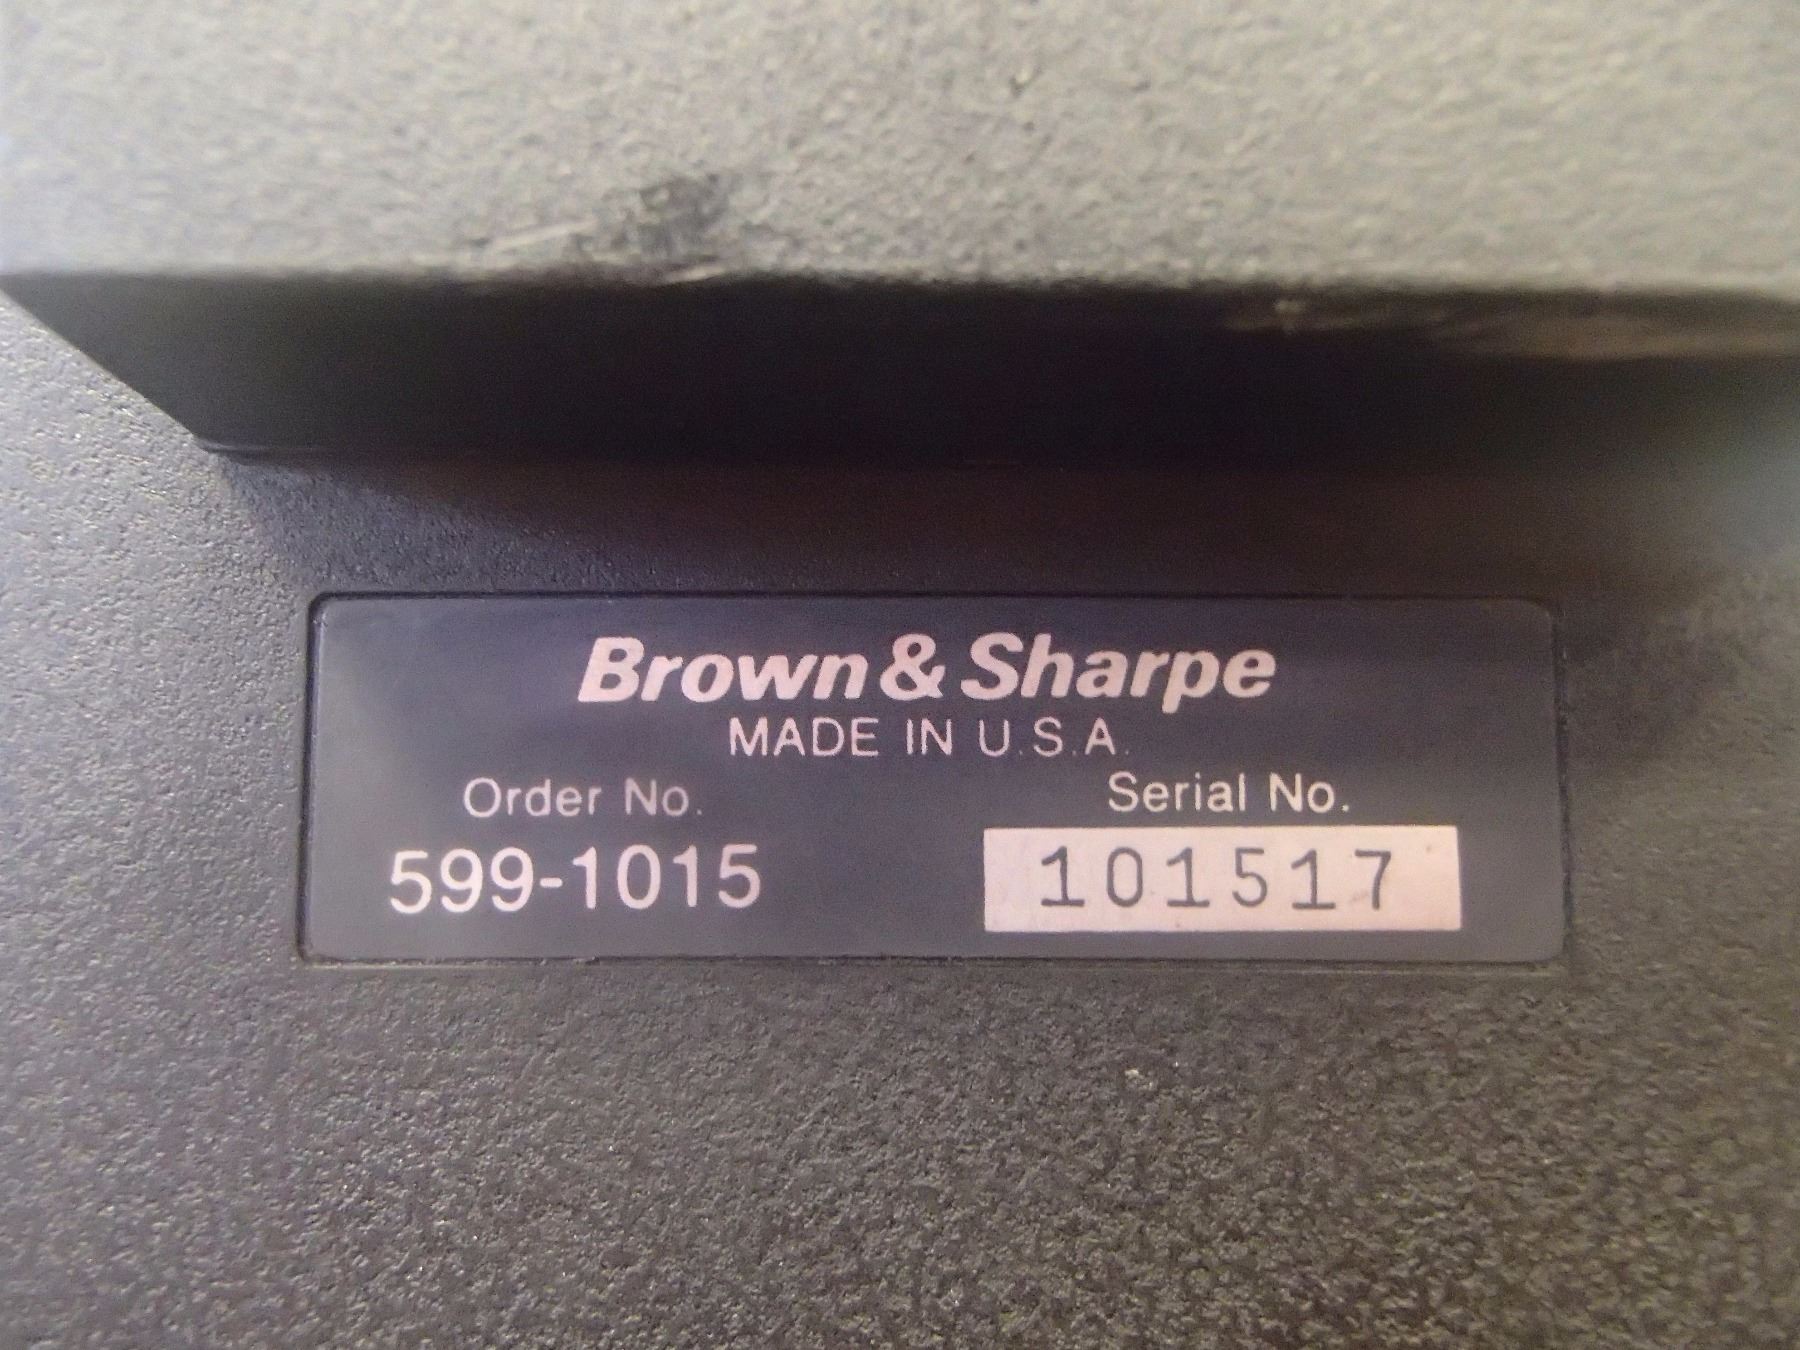 Brown & Sharpe
MADE IN U.S.A.
Order No. Serial No.
599-1015 101517